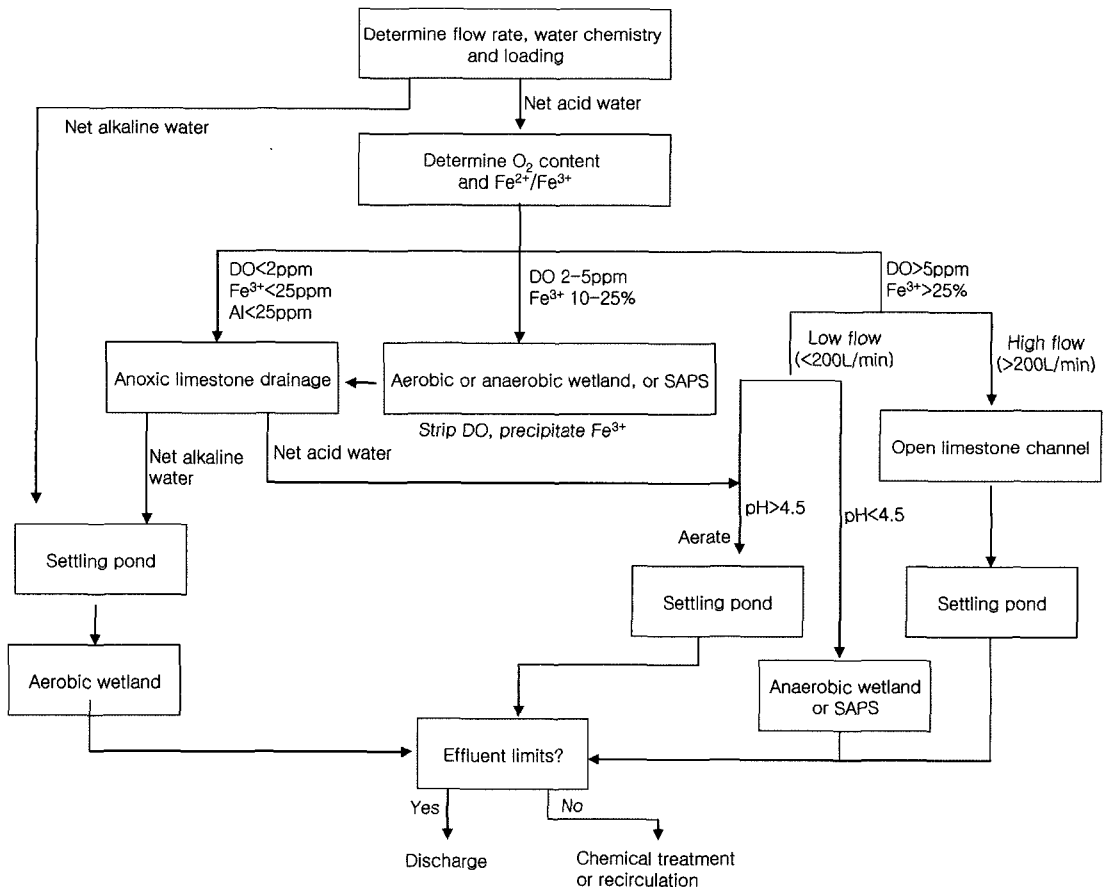 Determine flow rate, water chemistry
and loading
Net alkaline water
Net acid water
Determine O₂ content
and Fe²⁺/Fe³⁺
DO<2ppm
Fe³⁺<25ppm
Al<25ppm
DO 2-5ppm
Fe³⁺ 10-25%
DO>5ppm
Fe³⁺>25%
Low flow
(<200L/min)
High flow
(>200L/min)
Anoxic limestone drainage
Aerobic or anaerobic wetland, or SAPS
Strip DO, precipitate Fe³⁺
Open limestone channel
Net alkaline
water
Net acid water
pH>4.5
pH<4.5
Aerate
Settling pond
Settling pond
Settling pond
Aerobic wetland
Anaerobic wetland
or SAPS
Effluent limits?
Yes
No
Discharge
Chemical treatment
or recirculation